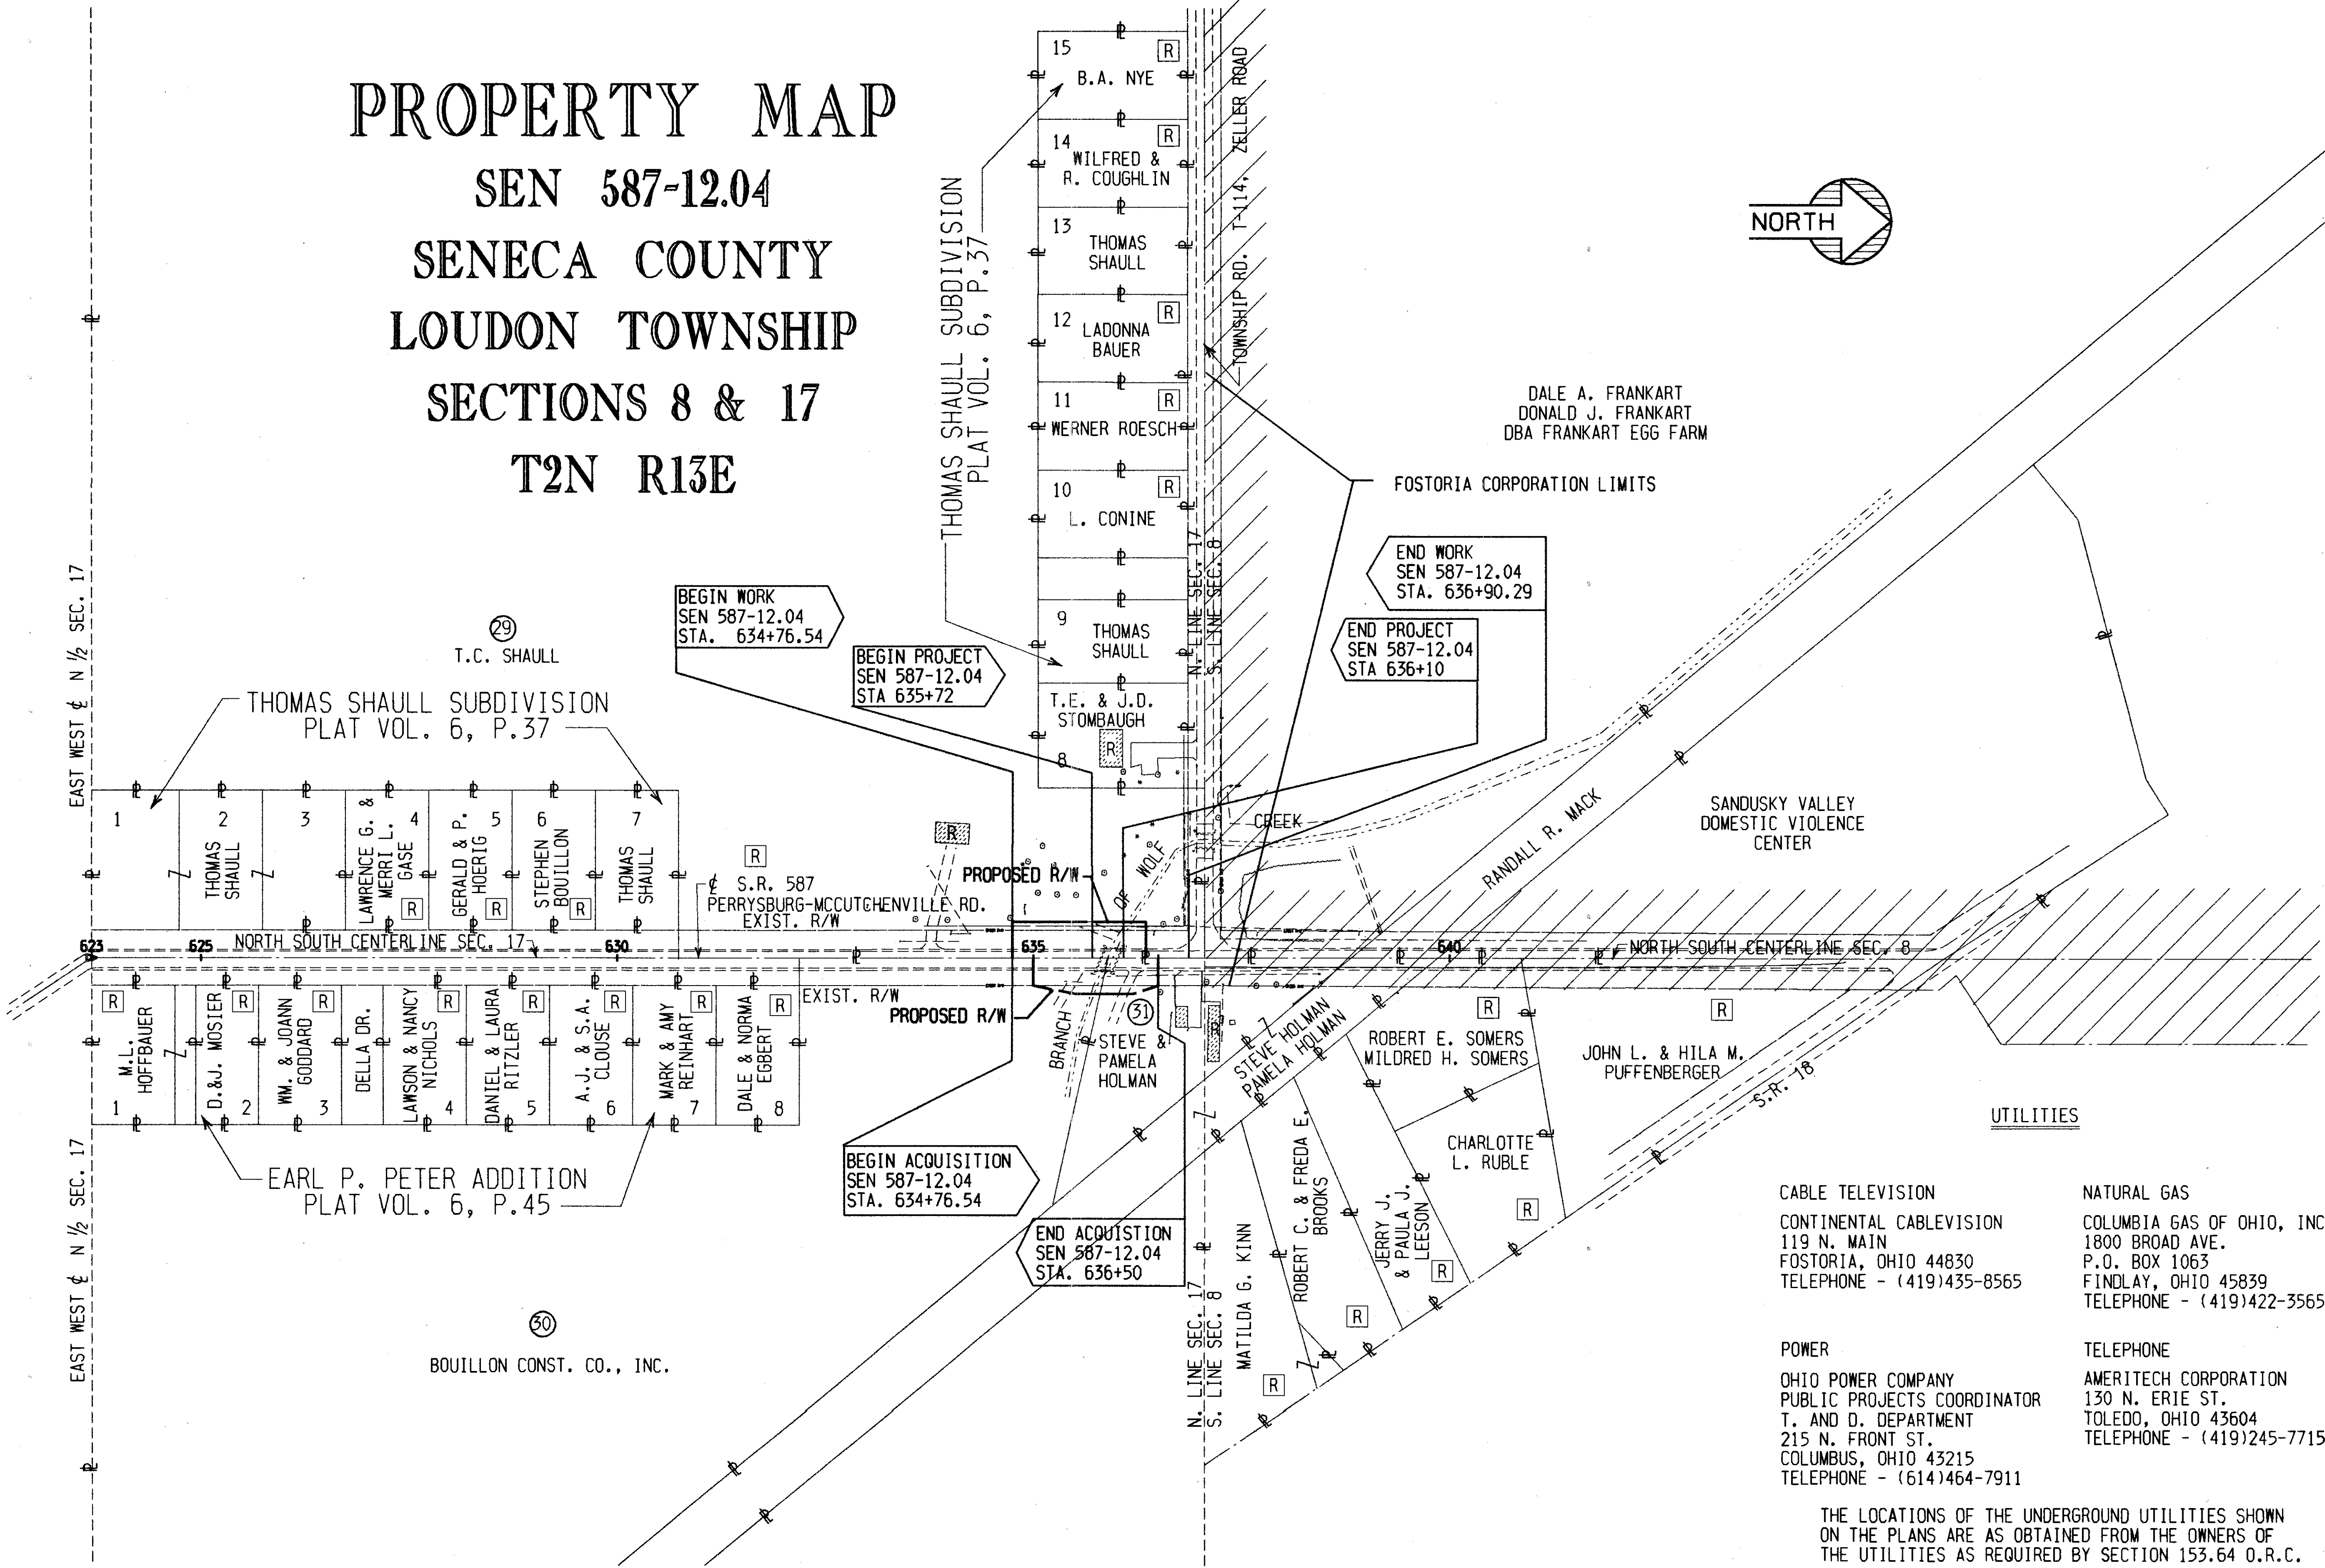 PROPERTY MAP
SEN 587-12.04
SENECA COUNTY
LOUDON TOWNSHIP
SECTIONS 8 & 17
T2N R13E
NORTH
15
R
B.A. NYE
14
R
WILFRED &
R. COUGHLIN
13
THOMAS
SHAULL
12
R
LADONNA
BAUER
11
R
WERNER ROESCH
10
R
L. CONINE
9
THOMAS
SHAULL
T.E. & J.D.
STOMBAUGH
R
8
THOMAS SHAULL SUBDIVISION
PLAT VOL. 6, P.37
TOWNSHIP RD. T-114, ZELLER ROAD
N. LINE SEC. 17
S. LINE SEC. 8
DALE A. FRANKART
DONALD J. FRANKART
DBA FRANKART EGG FARM
FOSTORIA CORPORATION LIMITS
END WORK
SEN 587-12.04
STA. 636+90.29
END PROJECT
SEN 587-12.04
STA 636+10
BEGIN WORK
SEN 587-12.04
STA. 634+76.54
BEGIN PROJECT
SEN 587-12.04
STA 635+72
EAST WEST ℄ N ½ SEC. 17
29
T.C. SHAULL
THOMAS SHAULL SUBDIVISION
PLAT VOL. 6, P.37
1
2
THOMAS
SHAULL
3
LAWRENCE G. &
MERRI L.
GASE
4
R
GERALD & P.
HOERIG
5
R
6
STEPHEN
BOUILLON
R
7
THOMAS
SHAULL
R
R
℄ S.R. 587
PERRYSBURG-MCCUTCHENVILLE RD.
EXIST. R/W
PROPOSED R/W
BRANCH OF WOLF CREEK
RANDALL R. MACK
SANDUSKY VALLEY
DOMESTIC VIOLENCE
CENTER
623
625
NORTH SOUTH CENTERLINE SEC. 17
630
635
640
NORTH SOUTH CENTERLINE SEC. 8
R
M.L.
HOFFBAUER
1
D.&J. MOSIER
R
2
WM. & JOANN
GODDARD
R
3
DELLA DR.
LAWSON & NANCY
NICHOLS
R
4
DANIEL & LAURA
RITZLER
R
5
A.J. & S.A.
CLOUSE
R
6
MARK & AMY
REINHART
R
7
DALE & NORMA
EGBERT
R
8
EXIST. R/W
PROPOSED R/W
31
STEVE &
PAMELA
HOLMAN
R
STEVE HOLMAN
PAMELA HOLMAN
R
ROBERT E. SOMERS
MILDRED H. SOMERS
R
JOHN L. & HILA M.
PUFFENBERGER
S.R. 18
CHARLOTTE
L. RUBLE
R
EARL P. PETER ADDITION
PLAT VOL. 6, P.45
BEGIN ACQUISITION
SEN 587-12.04
STA. 634+76.54
END ACQUISTION
SEN 587-12.04
STA. 636+50
EAST WEST ℄ N ½ SEC. 17
30
BOUILLON CONST. CO., INC.
N. LINE SEC. 17
S. LINE SEC. 8
MATILDA G. KINN
R
ROBERT C. & FREDA E.
BROOKS
R
JERRY J.
& PAULA J.
LEESON
R
UTILITIES
CABLE TELEVISION
CONTINENTAL CABLEVISION
119 N. MAIN
FOSTORIA, OHIO 44830
TELEPHONE - (419)435-8565
NATURAL GAS
COLUMBIA GAS OF OHIO, INC
1800 BROAD AVE.
P.O. BOX 1063
FINDLAY, OHIO 45839
TELEPHONE - (419)422-3565
POWER
OHIO POWER COMPANY
PUBLIC PROJECTS COORDINATOR
T. AND D. DEPARTMENT
215 N. FRONT ST.
COLUMBUS, OHIO 43215
TELEPHONE - (614)464-7911
TELEPHONE
AMERITECH CORPORATION
130 N. ERIE ST.
TOLEDO, OHIO 43604
TELEPHONE - (419)245-7715
THE LOCATIONS OF THE UNDERGROUND UTILITIES SHOWN
ON THE PLANS ARE AS OBTAINED FROM THE OWNERS OF
THE UTILITIES AS REQUIRED BY SECTION 153.64 O.R.C.